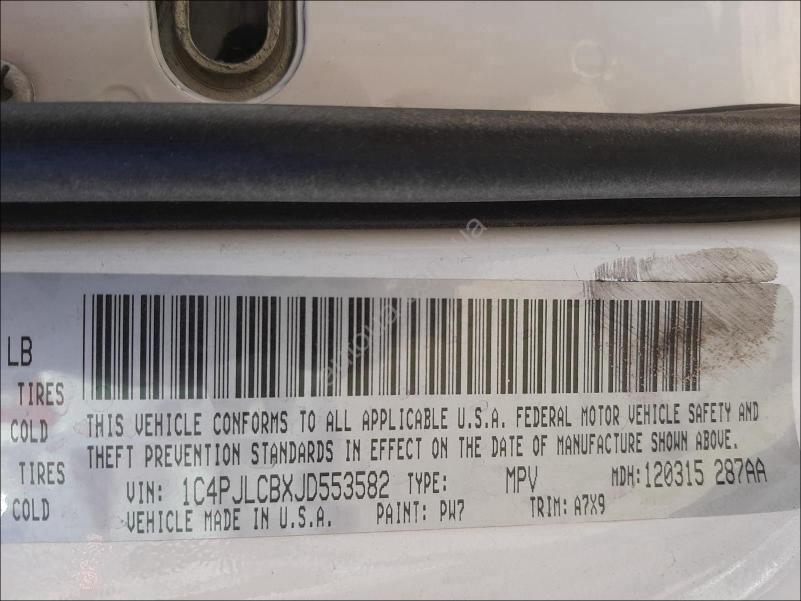 LB
TIRES
COLD
TIRES
COLD
THIS VEHICLE CONFORMS TO ALL APPLICABLE U.S.A. FEDERAL MOTOR VEHICLE SAFETY AND
THEFT PREVENTION STANDARDS IN EFFECT ON THE DATE OF MANUFACTURE SHOWN ABOVE.
VIN: 1C4PJLCBXJD553582 TYPE: MPV MDH:120315 287AA
VEHICLE MADE IN U.S.A. PAINT: PW7 TRIM: A7X9